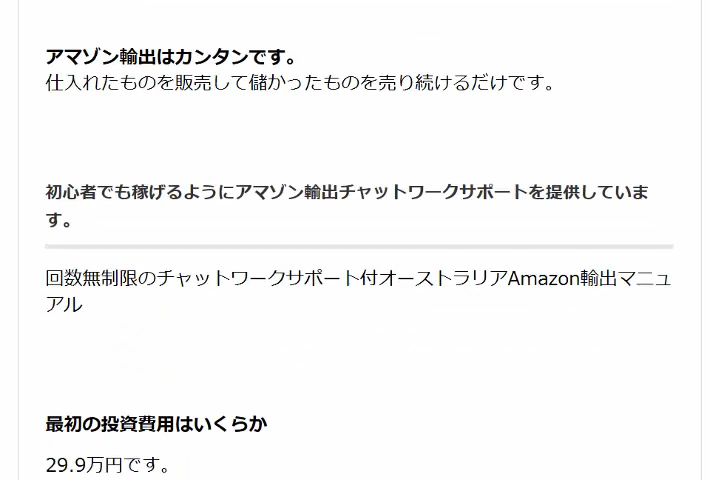 アマゾン輸出はカンタンです。
仕入れたものを販売して儲かったものを売り続けるだけです。
初心者でも稼げるようにアマゾン輸出チャットワークサポートを提供していま
す。
回数無制限のチャットワークサポート付オーストラリアAmazon輸出マニュ
アル
最初の投資費用はいくらか
29.9万円です。